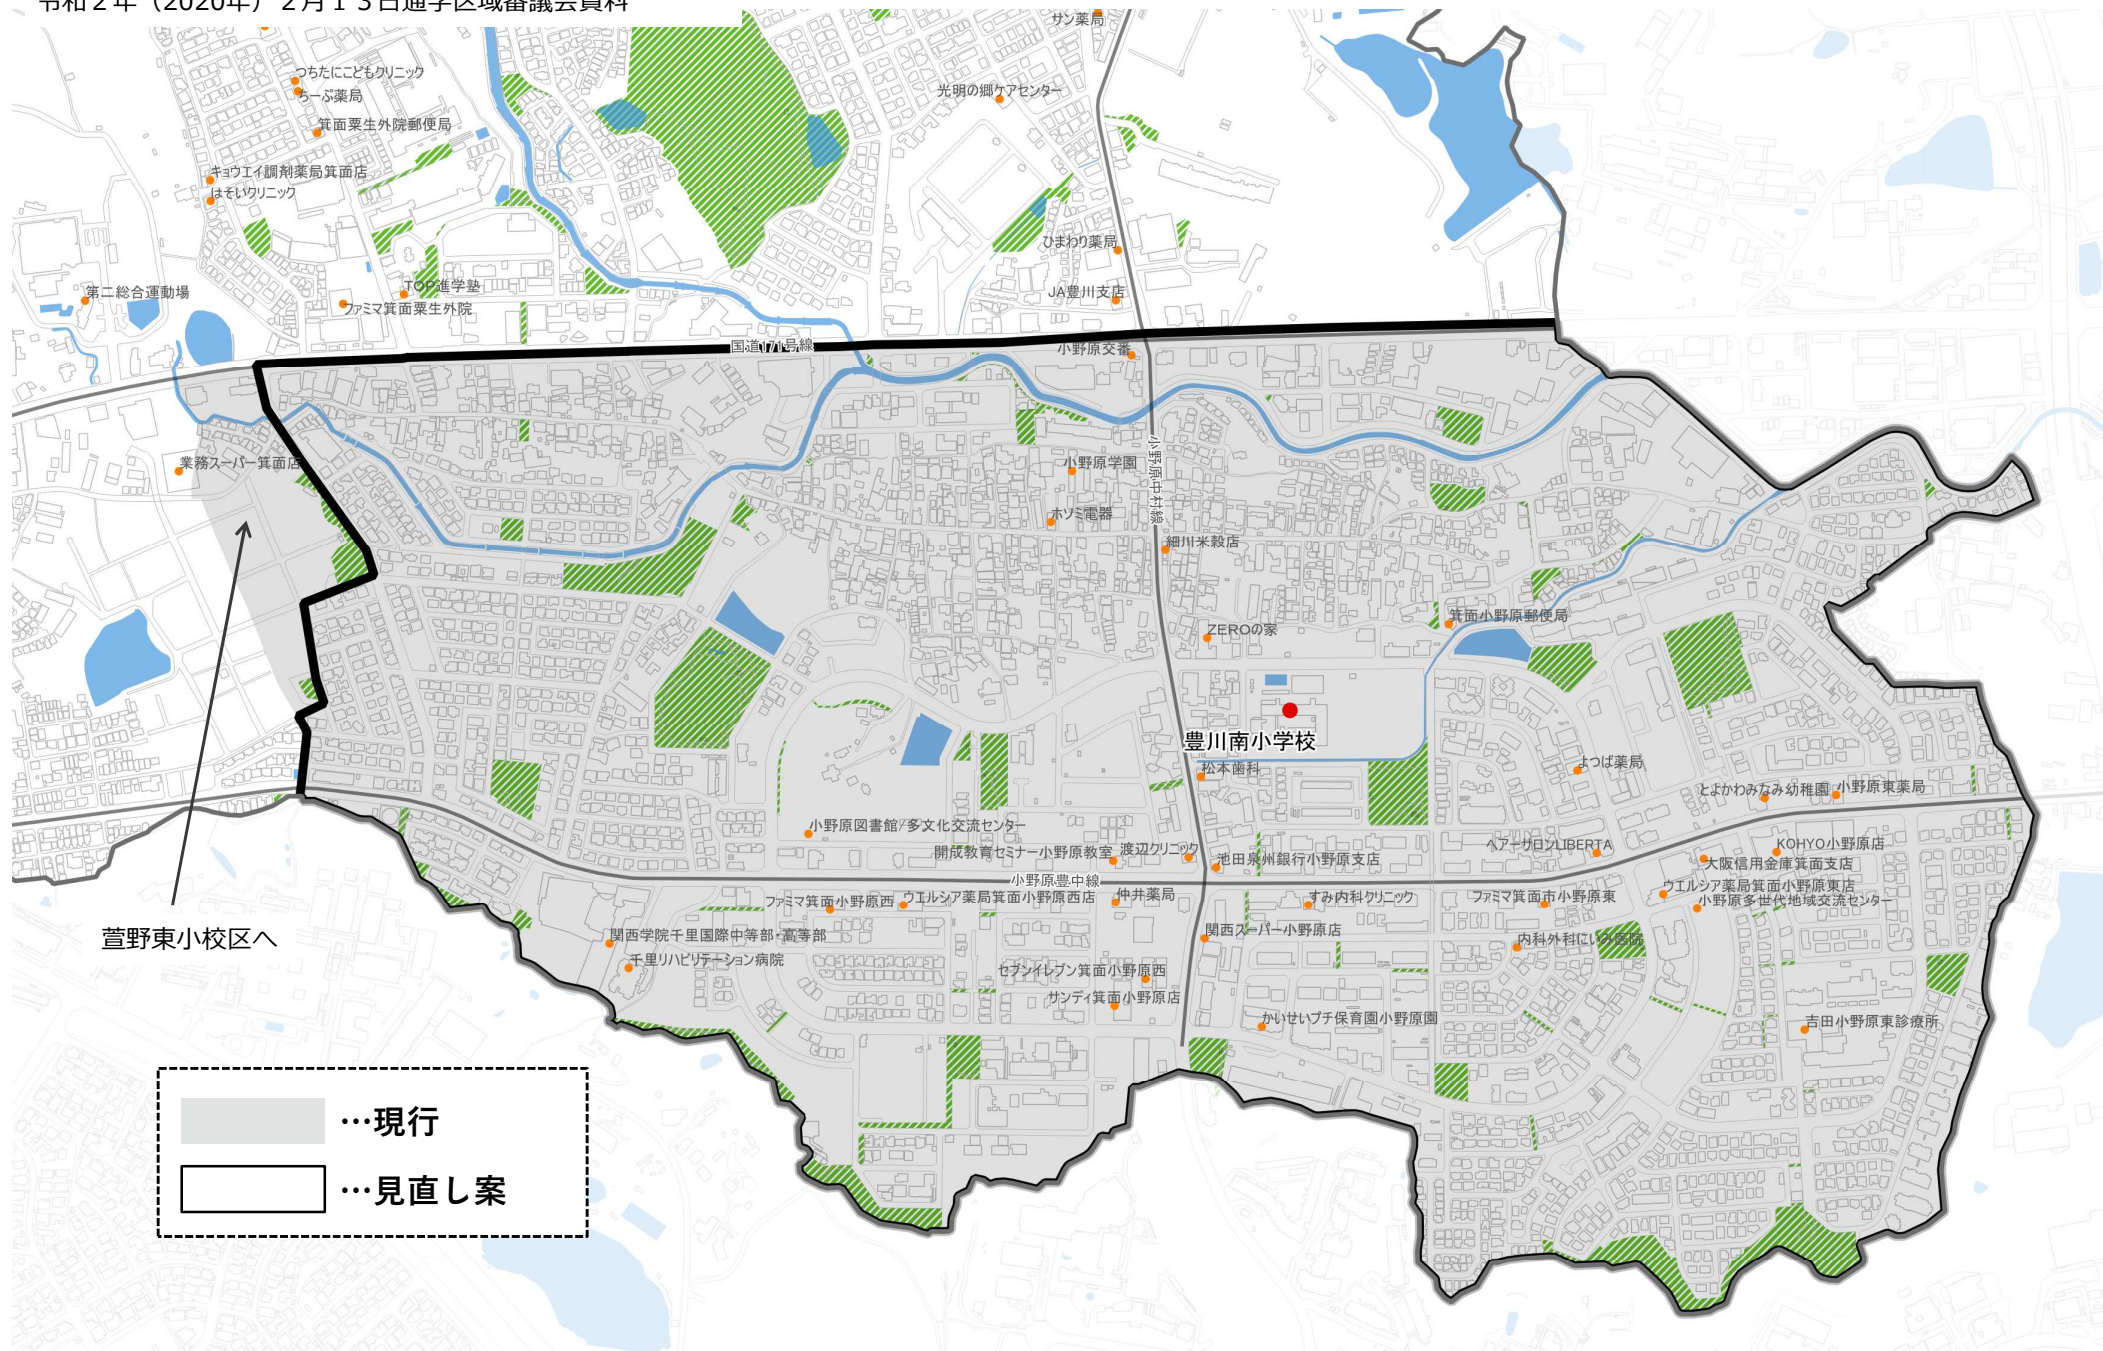 令和2年（2020年）2月13日通学区域審議会資料
サン薬局
つちたにこどもクリニック
ちーぷ薬局
光明の郷ケアセンター
箕面粟生外院郵便局
キョウエイ調剤薬局箕面店
はそいクリニック
ひまわり薬局
第二総合運動場
TOP進学塾
JA豊川支店
ファミマ箕面粟生外院
国道171号線
小野原交番
業務スーパー箕面店
小野原学園
小野原中村線
ホソミ電器
細川米穀店
箕面小野原郵便局
ZEROの家
豊川南小学校
松本歯科
よつば薬局
とよかわみなみ幼稚園
小野原東薬局
小野原図書館/多文化交流センター
開成教育セミナー小野原教室
渡辺クリニック
池田泉州銀行小野原支店
ヘアーサロンLIBERTA
KOHYO小野原店
大阪信用金庫箕面支店
小野原豊中線
ファミマ箕面小野原西
ウエルシア薬局箕面小野原西店
仲井薬局
すみ内科クリニック
ファミマ箕面市小野原東
ウエルシア薬局箕面小野原東店
小野原多世代地域交流センター
萱野東小校区へ
関西学院千里国際中等部・高等部
関西スーパー小野原店
内科外科にいみ医院
千里リハビリテーション病院
セブンイレブン箕面小野原西
サンディ箕面小野原店
かいせいプチ保育園小野原園
吉田小野原東診療所
…現行
…見直し案